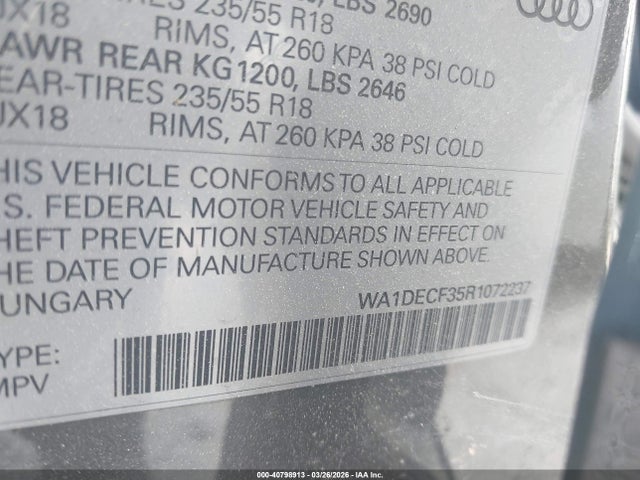 LBS 2690
TIRES 235/55 R18
UX18 RIMS, AT 260 KPA 38 PSI COLD
AWR REAR KG1200, LBS 2646
EAR-TIRES 235/55 R18
UX18 RIMS, AT 260 KPA 38 PSI COLD
HIS VEHICLE CONFORMS TO ALL APPLICABLE
.S. FEDERAL MOTOR VEHICLE SAFETY AND
HEFT PREVENTION STANDARDS IN EFFECT ON
HE DATE OF MANUFACTURE SHOWN ABOVE.
UNGARY WA1DECF35R1072237
YPE:
MPV
000-40798913 | 03/26/2026 | IAA Inc.